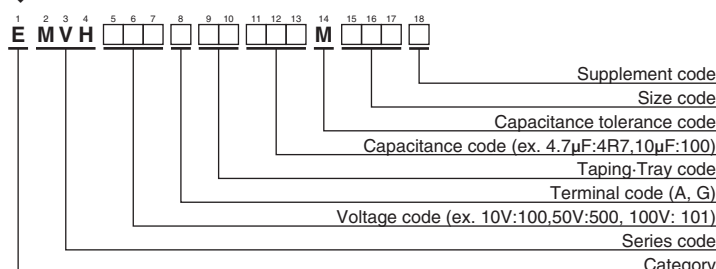 1 2 3 4 5 6 7 8 9 10 11 12 13 14 15 16 17 18
E M V H M
Supplement code
Size code
Capacitance tolerance code
Capacitance code (ex. 4.7µF:4R7,10µF:100)
Taping·Tray code
Terminal code (A, G)
Voltage code (ex. 10V:100,50V:500, 100V: 101)
Series code
Category